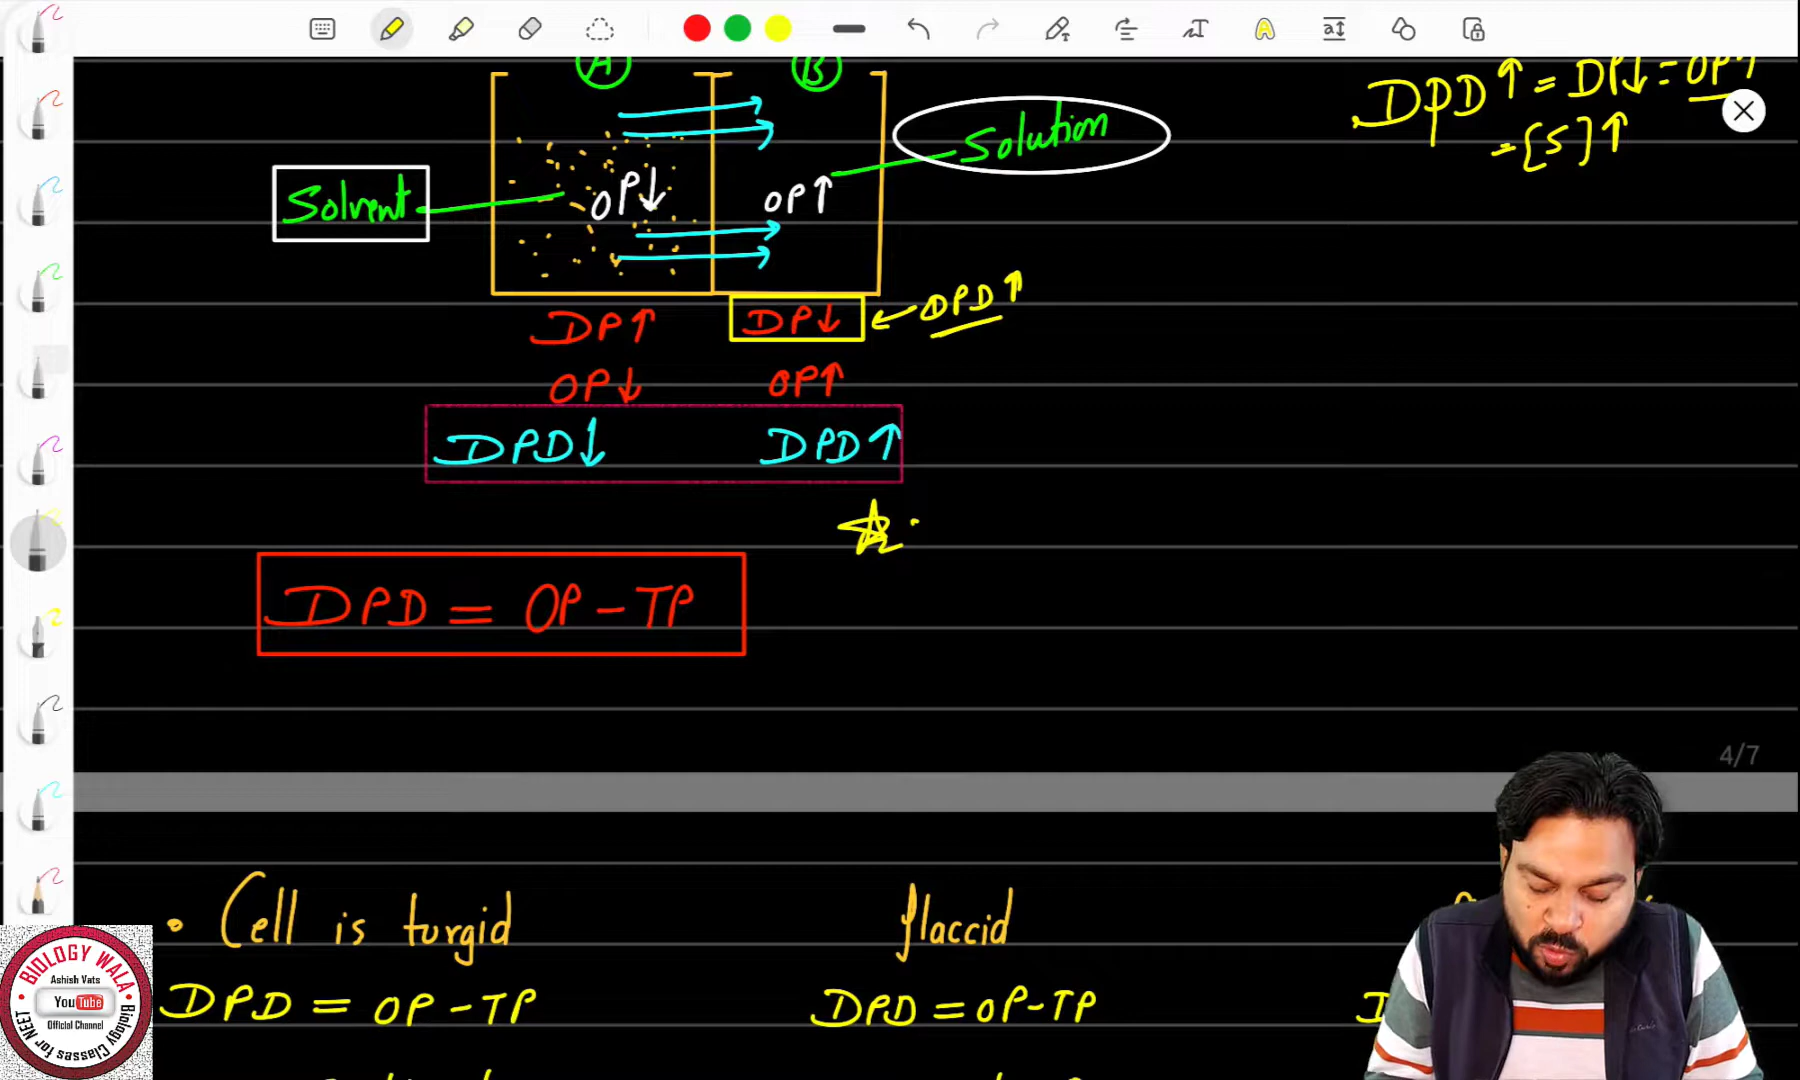 A B
DPD↑ = DP↓ = OP↑
= [S]↑
Solution
Solvent
OP↓ OP↑
DPD↑
DP↑ DP↓
OP↓ OP↑
DPD↓ DPD↑
DPD = OP - TP
4/7
• Cell is turgid flaccid
DPD = OP - TP DPD = OP - TP
BIOLOGY WALA
Ashish Vats
YouTube
Official Channel
Biology Classes for NEET